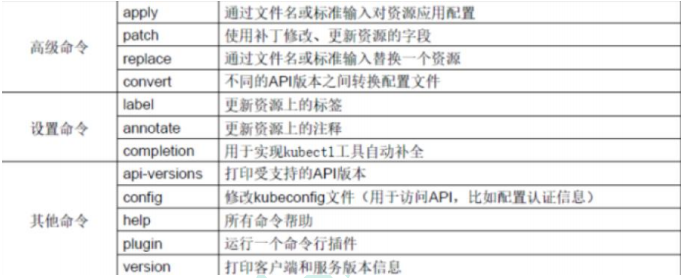 高级命令
apply 通过文件名或标准输入对资源应用配置
patch 使用补丁修改、更新资源的字段
replace 通过文件名或标准输入替换一个资源
convert 不同的API版本之间转换配置文件
设置命令
label 更新资源上的标签
annotate 更新资源上的注释
completion 用于实现kubectl工具自动补全
其他命令
api-versions 打印受支持的API版本
config 修改kubeconfig文件（用于访问API，比如配置认证信息）
help 所有命令帮助
plugin 运行一个命令行插件
version 打印客户端和服务版本信息